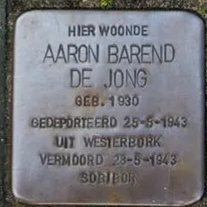 HIER WOONDE
AARON BAREND
DE JONG
GEB. 1930
GEDEPORTEERD 25-5-1943
UIT WESTERBORK
VERMOORD 28-5-1943
SOBIBOR